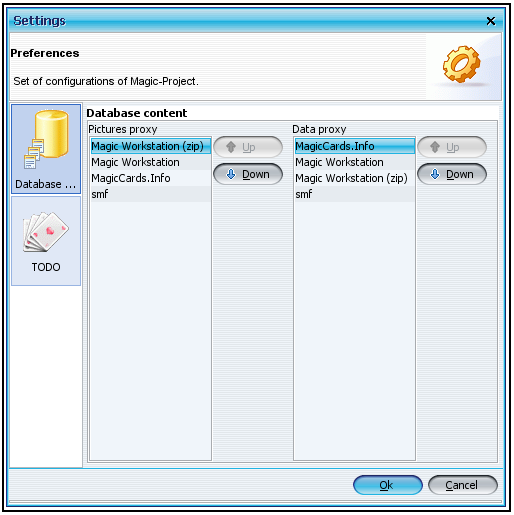 Settings
Preferences
Set of configurations of Magic-Project.
Database ...
TODO
Database content
Pictures proxy
Magic Workstation (zip)
Magic Workstation
MagicCards.Info
smf
Up
Down
Data proxy
MagicCards.Info
Magic Workstation
Magic Workstation (zip)
smf
Up
Down
Ok
Cancel